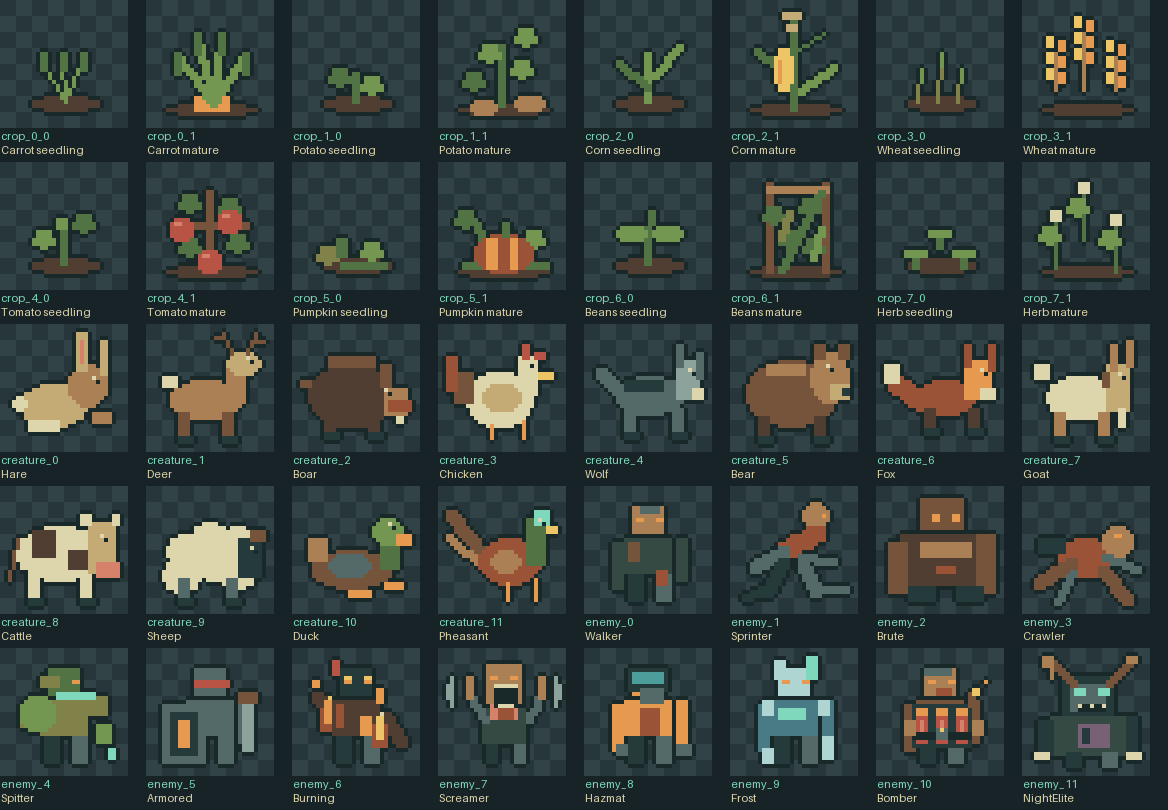 crop_0_0 crop_0_1 crop_1_0 crop_1_1 crop_2_0 crop_2_1 crop_3_0 crop_3_1
Carrot seedling Carrot mature Potato seedling Potato mature Corn seedling Corn mature Wheat seedling Wheat mature
crop_4_0 crop_4_1 crop_5_0 crop_5_1 crop_6_0 crop_6_1 crop_7_0 crop_7_1
Tomato seedling Tomato mature Pumpkin seedling Pumpkin mature Beans seedling Beans mature Herb seedling Herb mature
creature_0 creature_1 creature_2 creature_3 creature_4 creature_5 creature_6 creature_7
Hare Deer Boar Chicken Wolf Bear Fox Goat
creature_8 creature_9 creature_10 creature_11 enemy_0 enemy_1 enemy_2 enemy_3
Cattle Sheep Duck Pheasant Walker Sprinter Brute Crawler
enemy_4 enemy_5 enemy_6 enemy_7 enemy_8 enemy_9 enemy_10 enemy_11
Spitter Armored Burning Screamer Hazmat Frost Bomber NightElite